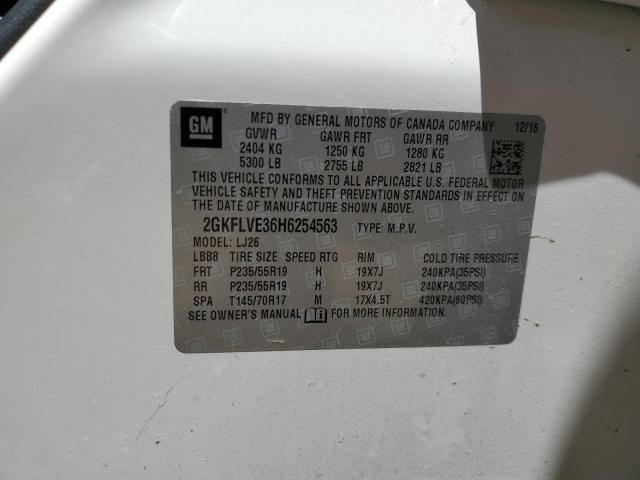 GM
MFD BY GENERAL MOTORS OF CANADA COMPANY 12/16
GVWR GAWR FRT GAWR RR
2404 KG 1250 KG 1280 KG
5300 LB 2755 LB 2821 LB
THIS VEHICLE CONFORMS TO ALL APPLICABLE U.S. FEDERAL MOTOR
VEHICLE SAFETY AND THEFT PREVENTION STANDARDS IN EFFECT ON
THE DATE OF MANUFACTURE SHOWN ABOVE.
2GKFLVE36H6254563 TYPE: M.P.V.
MODEL: LJ26
LBB8 TIRE SIZE SPEED RTG RIM COLD TIRE PRESSURE
FRT P235/55R19 H 19X7J 240KPA(35PSI)
RR P235/55R19 H 19X7J 240KPA(35PSI)
SPA T145/70R17 M 17X4.5T 420KPA(60PSI)
SEE OWNER'S MANUAL FOR MORE INFORMATION.